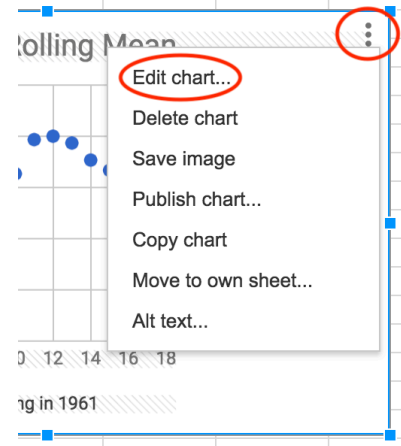 Rolling Mean
Edit chart...
Delete chart
Save image
Publish chart...
Copy chart
Move to own sheet...
Alt text...
0 12 14 16 18
ng in 1961